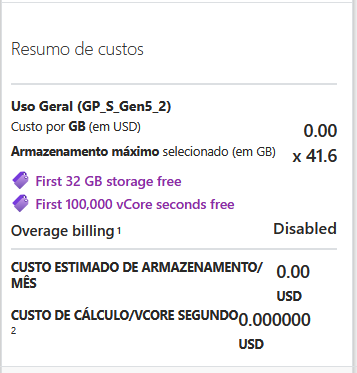 Resumo de custos
Uso Geral (GP_S_Gen5_2)
Custo por GB (em USD) 0.00
Armazenamento máximo selecionado (em GB) x 41.6
First 32 GB storage free
First 100,000 vCore seconds free
Overage billing 1 Disabled
CUSTO ESTIMADO DE ARMAZENAMENTO/ 0.00
MÊS USD
CUSTO DE CÁLCULO/VCORE SEGUNDO 0.000000
2 USD